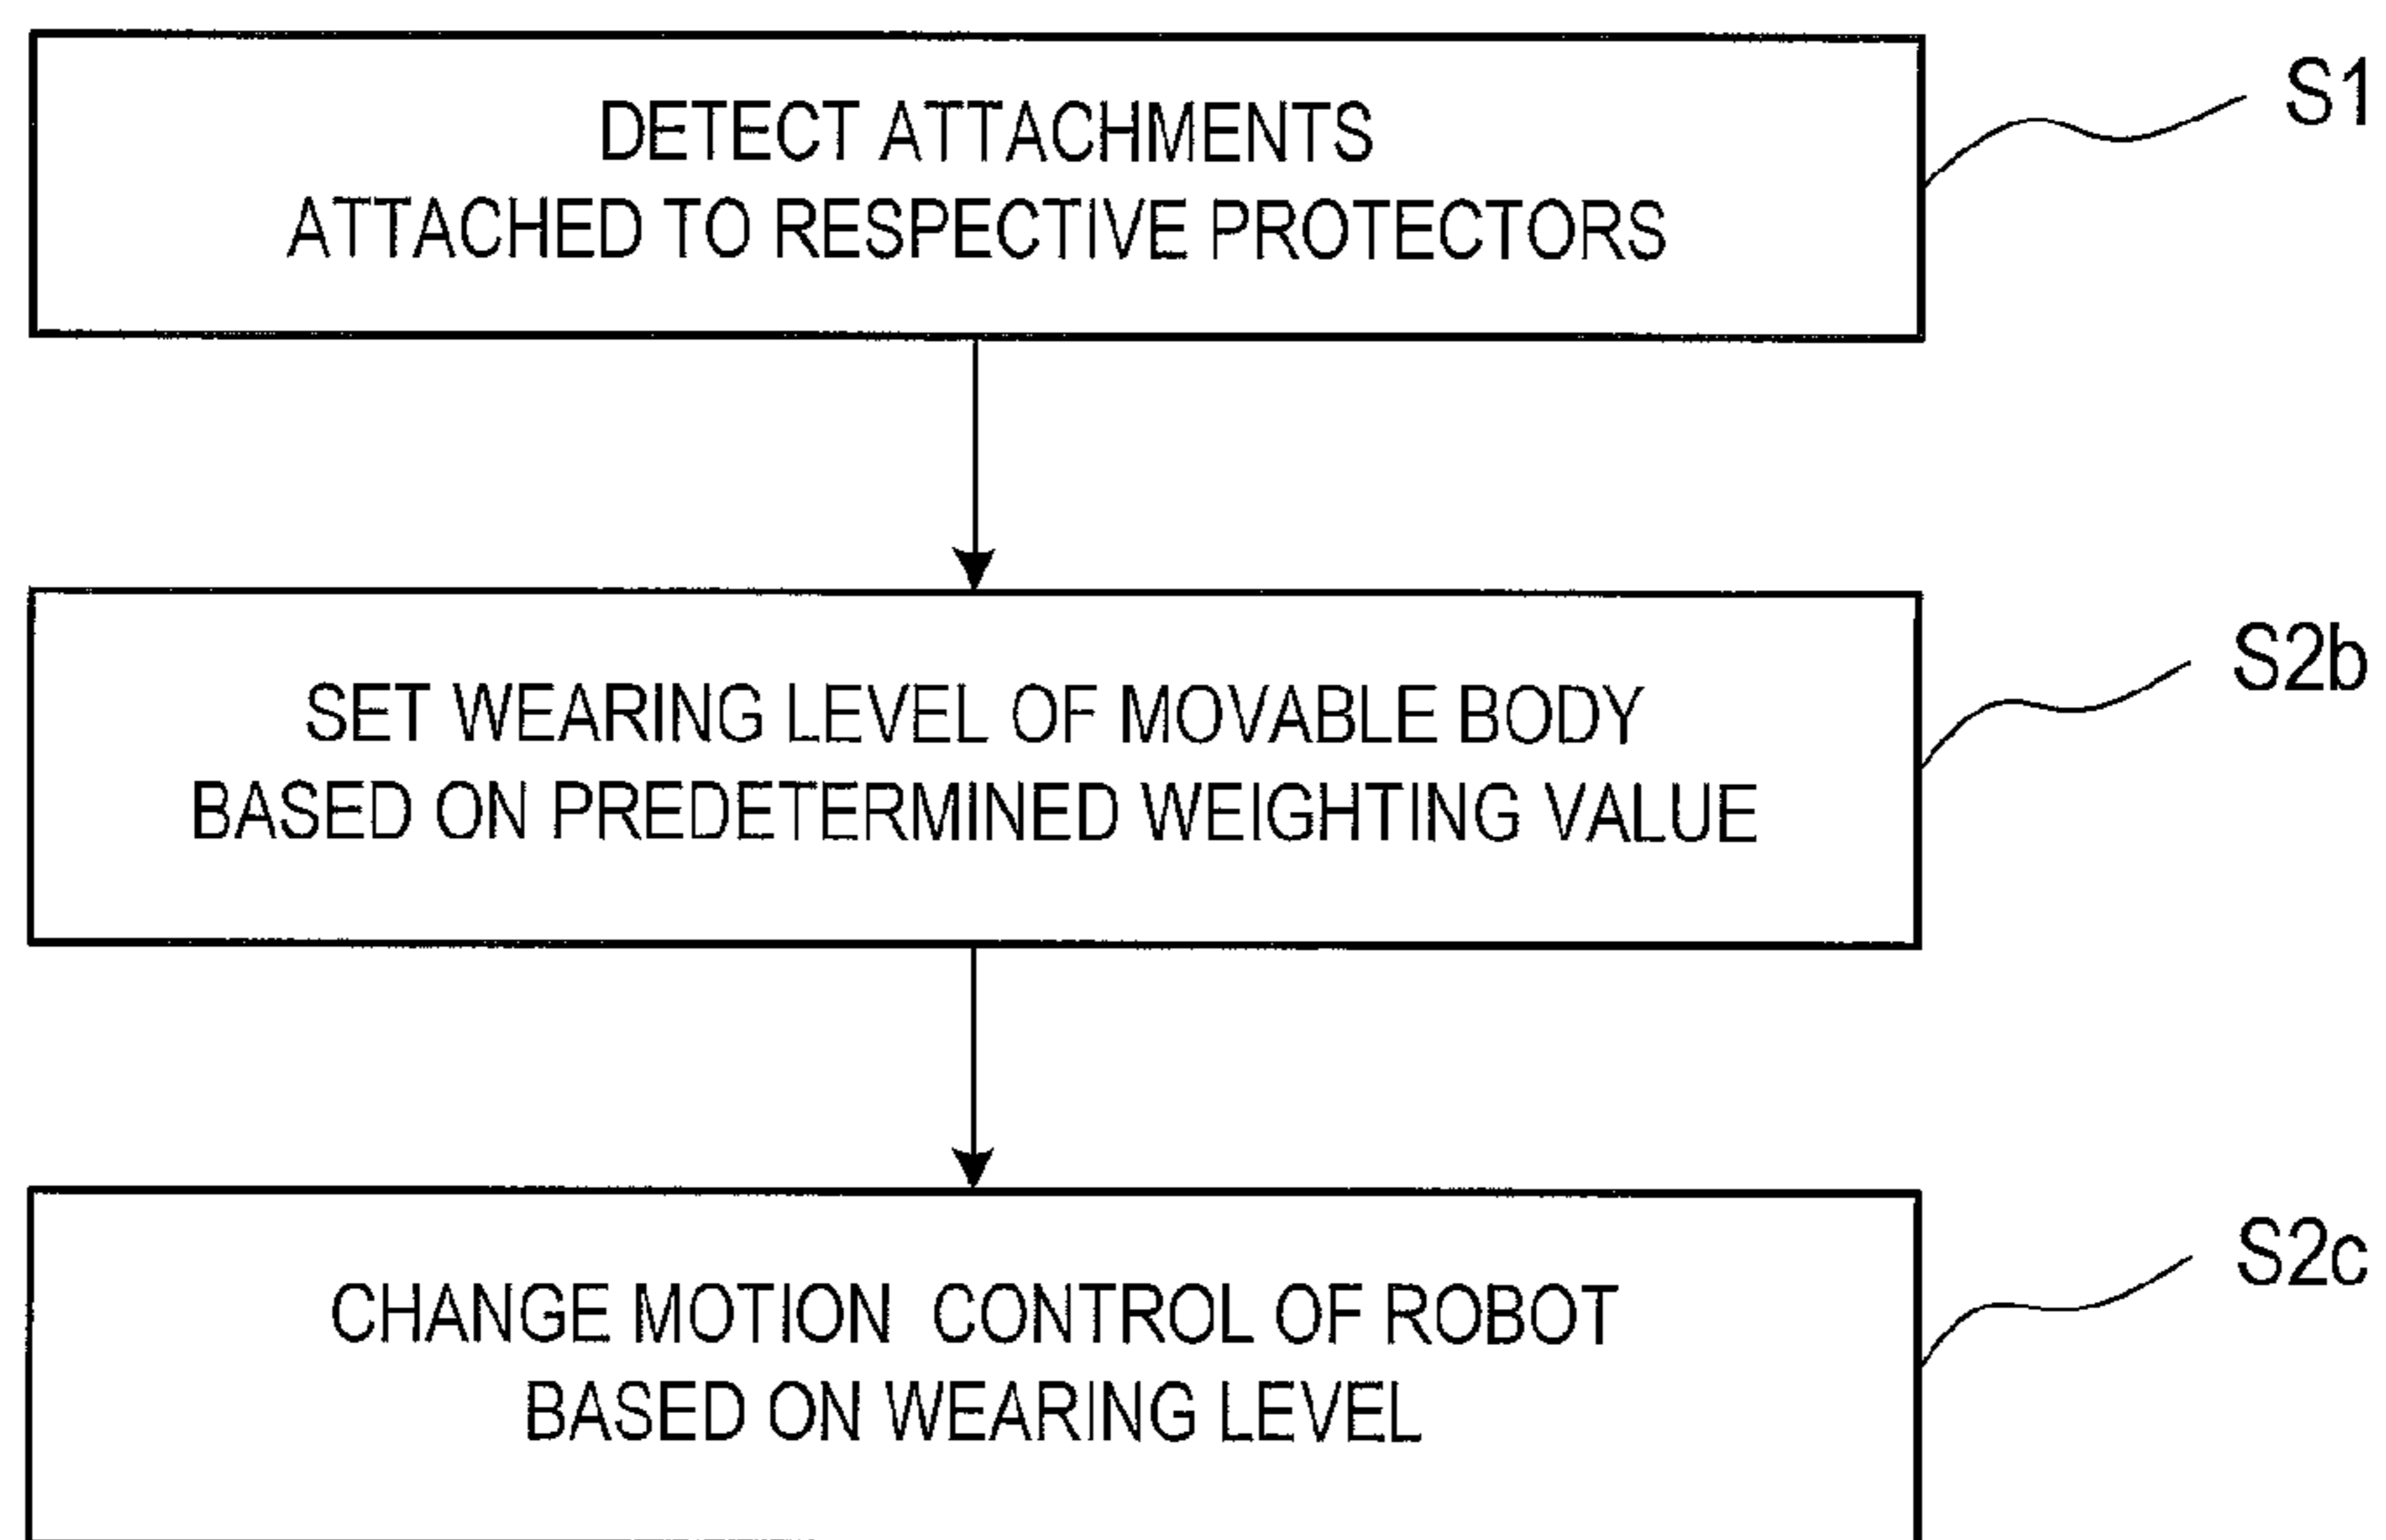 DETECT ATTACHMENTS
ATTACHED TO RESPECTIVE PROTECTORS
S1
SET WEARING LEVEL OF MOVABLE BODY
BASED ON PREDETERMINED WEIGHTING VALUE
S2b
CHANGE MOTION CONTROL OF ROBOT
BASED ON WEARING LEVEL
S2c